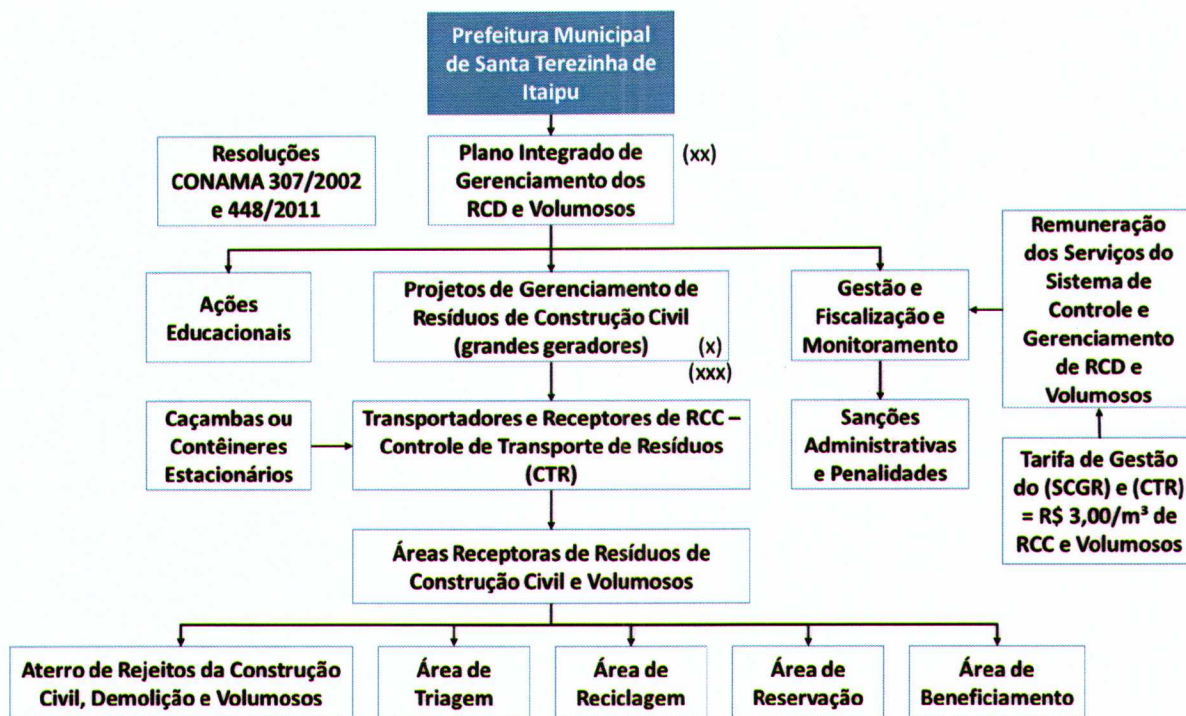 Prefeitura Municipal
de Santa Terezinha de
Itaipu
Resoluções
CONAMA 307/2002
e 448/2011
Plano Integrado de
Gerenciamento dos
RCD e Volumosos
(xx)
Remuneração
dos Serviços do
Sistema de
Controle e
Gerenciamento
de RCD e
Volumosos
Ações
Educacionais
Projetos de Gerenciamento de
Resíduos de Construção Civil
(grandes geradores)
(x)
(xxx)
Gestão e
Fiscalização e
Monitoramento
Caçambas ou
Contêineres
Estacionários
Transportadores e Receptores de RCC –
Controle de Transporte de Resíduos
(CTR)
Sanções
Administrativas
e Penalidades
Tarifa de Gestão
do (SCGR) e (CTR)
= R$ 3,00/m³ de
RCC e Volumosos
Áreas Receptoras de Resíduos de
Construção Civil e Volumosos
Aterro de Rejeitos da Construção
Civil, Demolição e Volumosos
Área de
Triagem
Área de
Reciclagem
Área de
Reservação
Área de
Beneficiamento